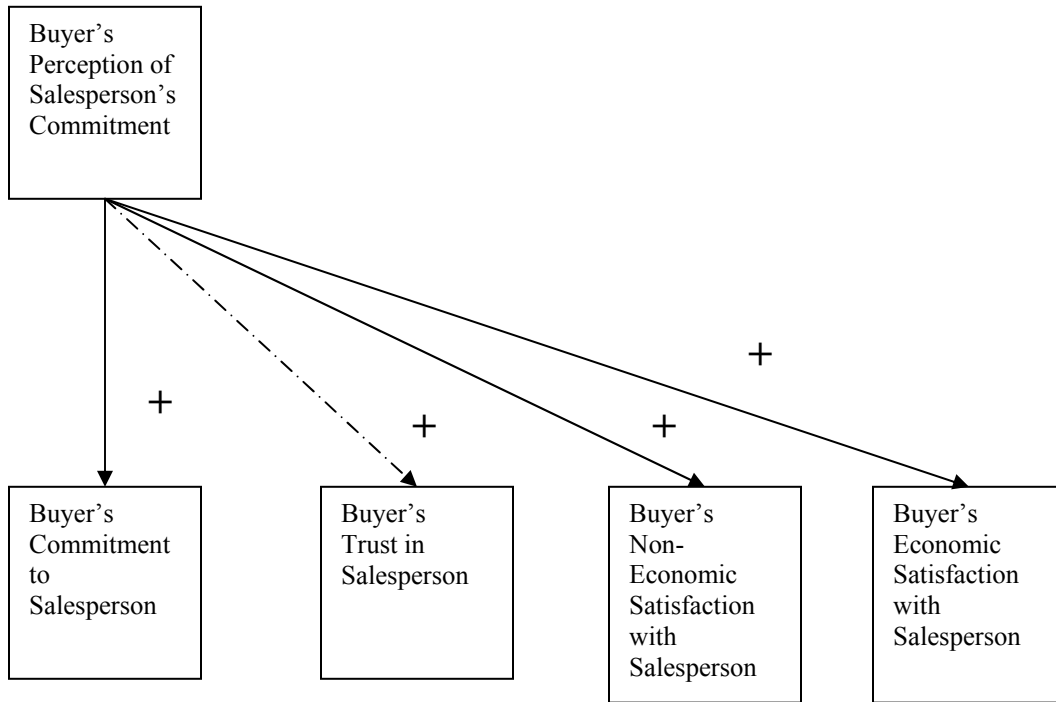 Buyer’s
Perception of
Salesperson’s
Commitment
+
+
+
+
Buyer’s
Commitment
to
Salesperson
Buyer’s
Trust in
Salesperson
Buyer’s
Non-
Economic
Satisfaction
with
Salesperson
Buyer’s
Economic
Satisfaction
with
Salesperson